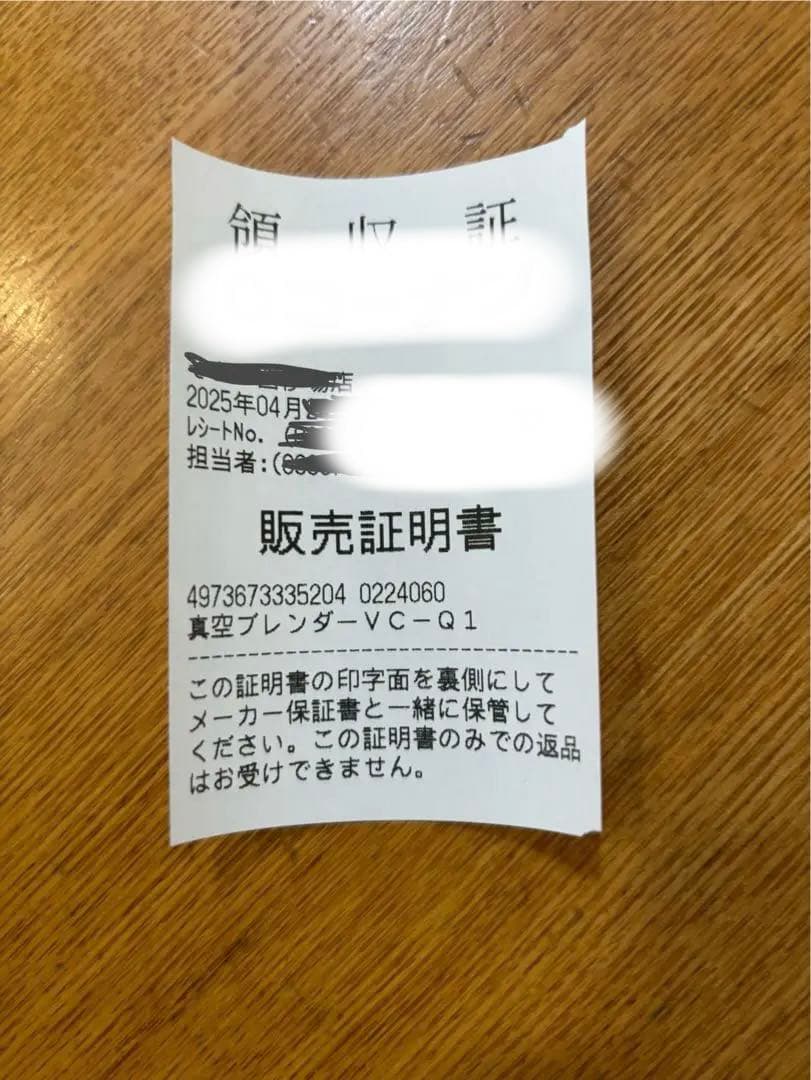 領収証
店
2025年04月
レシートNo.
担当者:(
販売証明書
4973673335204 0224060
真空ブレンダーVC-Q1
この証明書の印字面を裏側にして
メーカー保証書と一緒に保管して
ください。この証明書のみでの返品
はお受けできません。